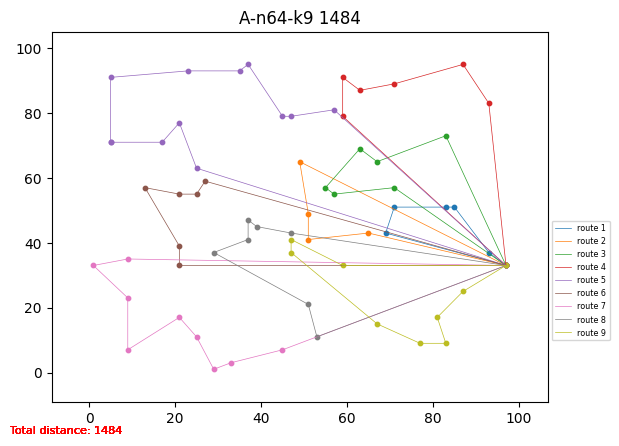 A-n64-k9 1484
100
80
60
40
20
0
0 20 40 60 80 100
route 1
route 2
route 3
route 4
route 5
route 6
route 7
route 8
route 9
Total distance: 1484